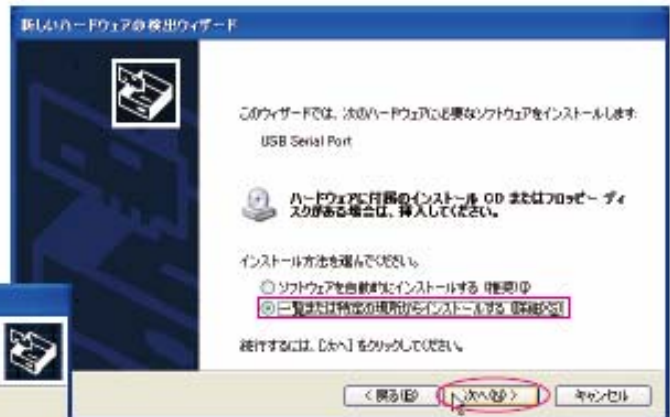 新しいハードウェアの検出ウィザード
このウィザードでは、次のハードウェアに必要なソフトウェアをインストールします:
USB Serial Port
ハードウェアに付属のインストール CD またはフロッピー ディ
スクがある場合は、挿入してください。
インストール方法を選んでください。
ソフトウェアを自動的にインストールする (推奨)(I)
一覧または特定の場所からインストールする (詳細)(S)
続行するには、[次へ] をクリックしてください。
< 戻る(B)
次へ(N) >
キャンセル